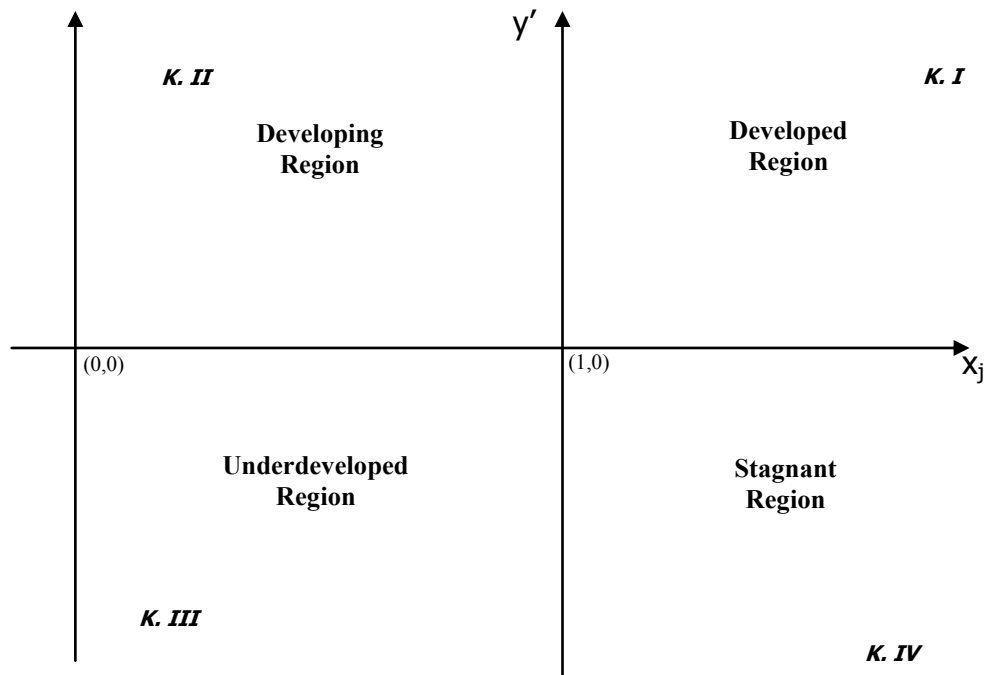 y’
K. II
K. I
Developing
Region
Developed
Region
(0,0)
(1,0)
xj
Underdeveloped
Region
Stagnant
Region
K. III
K. IV